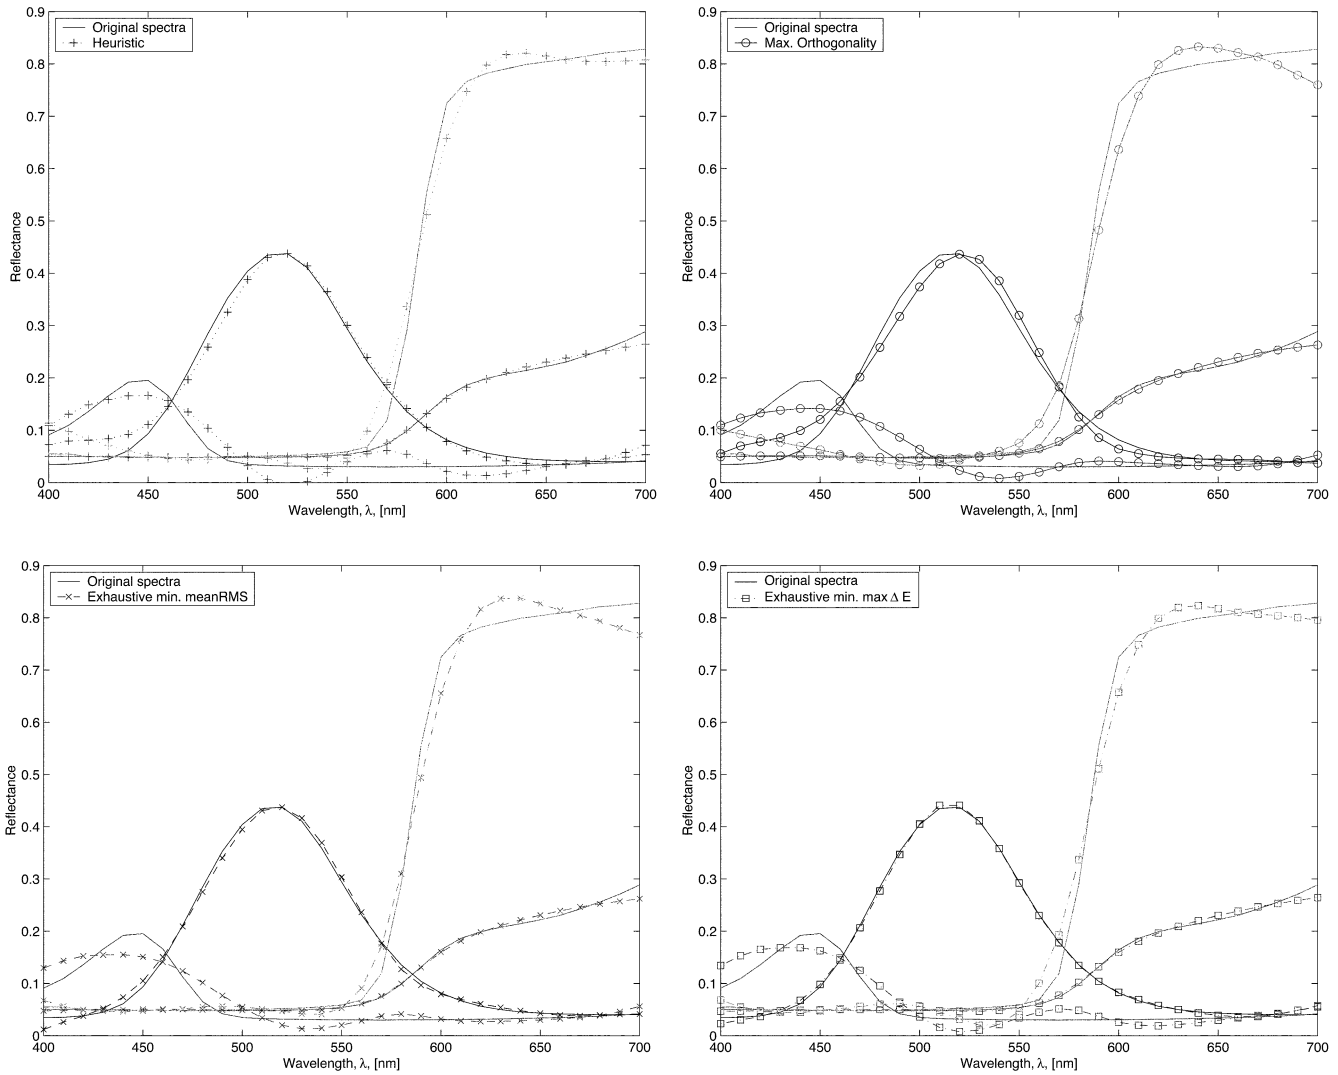 Original spectra
Heuristic
0.9
0.8
0.7
0.6
0.5
0.4
0.3
0.2
0.1
0
Reflectance
400 450 500 550 600 650 700
Wavelength, λ, [nm]
Original spectra
Max. Orthogonality
0.9
0.8
0.7
0.6
0.5
0.4
0.3
0.2
0.1
0
Reflectance
400 450 500 550 600 650 700
Wavelength, λ, [nm]
Original spectra
Exhaustive min. meanRMS
0.9
0.8
0.7
0.6
0.5
0.4
0.3
0.2
0.1
0
Reflectance
400 450 500 550 600 650 700
Wavelength, λ, [nm]
Original spectra
Exhaustive min. max Δ E
0.9
0.8
0.7
0.6
0.5
0.4
0.3
0.2
0.1
0
Reflectance
400 450 500 550 600 650 700
Wavelength, λ, [nm]